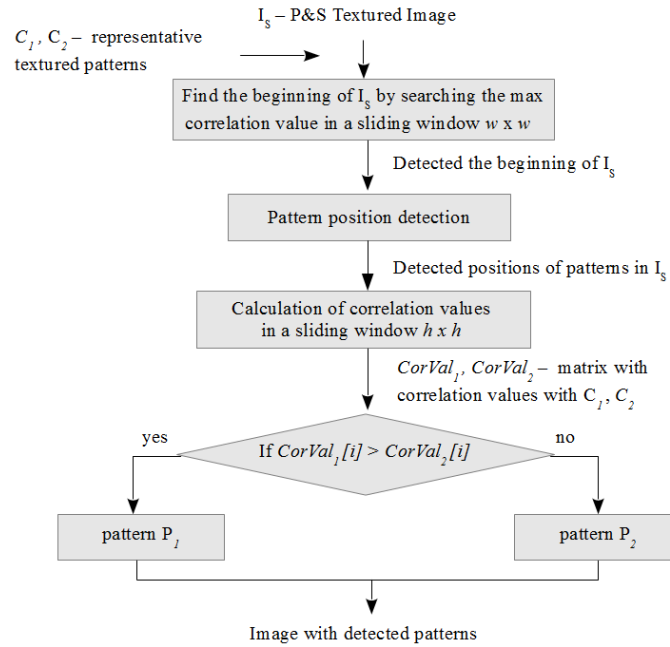 I_S – P&S Textured Image
C_1, C_2 – representative
textured patterns
Find the beginning of I_S by searching the max
correlation value in a sliding window w x w
Detected the beginning of I_S
Pattern position detection
Detected positions of patterns in I_S
Calculation of correlation values
in a sliding window h x h
CorVal_1, CorVal_2 – matrix with
correlation values with C_1, C_2
yes
no
If CorVal_1[i] > CorVal_2[i]
pattern P_1
pattern P_2
Image with detected patterns